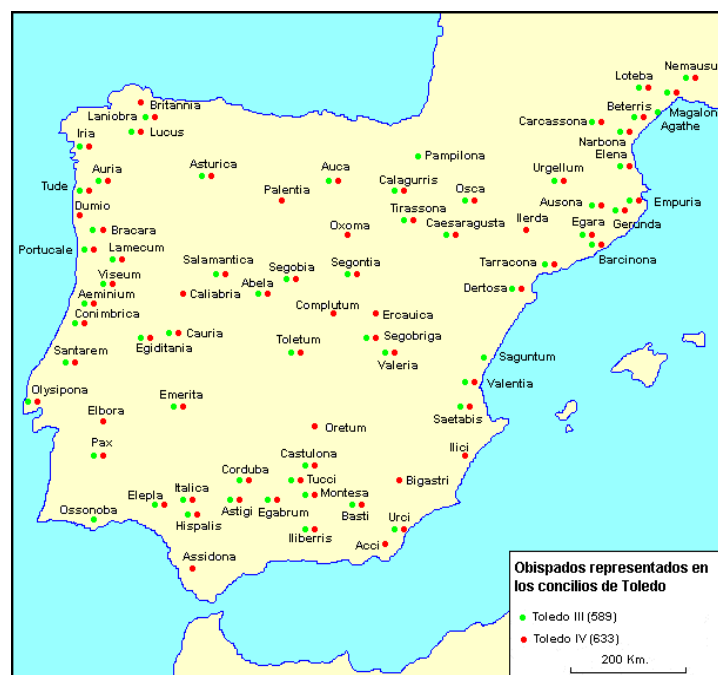 Nemausu
Loteba
Britannia
Laniobra
Beterris
Magalon
Carcassona
Agathe
Lucus
Iria
Narbona
Pampilona
Elena
Asturica
Auca
Auria
Calagurris
Urgellum
Tude
Palentia
Osca
Ausona
Empuria
Dumio
Tirassona
Ilerda
Gerunda
Bracara
Oxoma
Caesaragusta
Egara
Portucale
Lamecum
Barcinona
Salamantica
Segobia
Segontia
Tarracona
Viseum
Abela
Dertosa
Aeminium
Caliabria
Complutum
Ercauica
Conimbrica
Cauria
Segobriga
Egiditania
Toletum
Santarem
Valeria
Saguntum
Valentia
Olysipona
Emerita
Elbora
Saetabis
Oretum
Pax
Ilici
Castulona
Corduba
Tucci
Bigastri
Elepla
Italica
Montesa
Ossonoba
Astigi
Egabrum
Basti
Hispalis
Urci
Iliberris
Acci
Assidona
Obispados representados en
los concilios de Toledo
Toledo III (589)
Toledo IV (633)
200 Km.